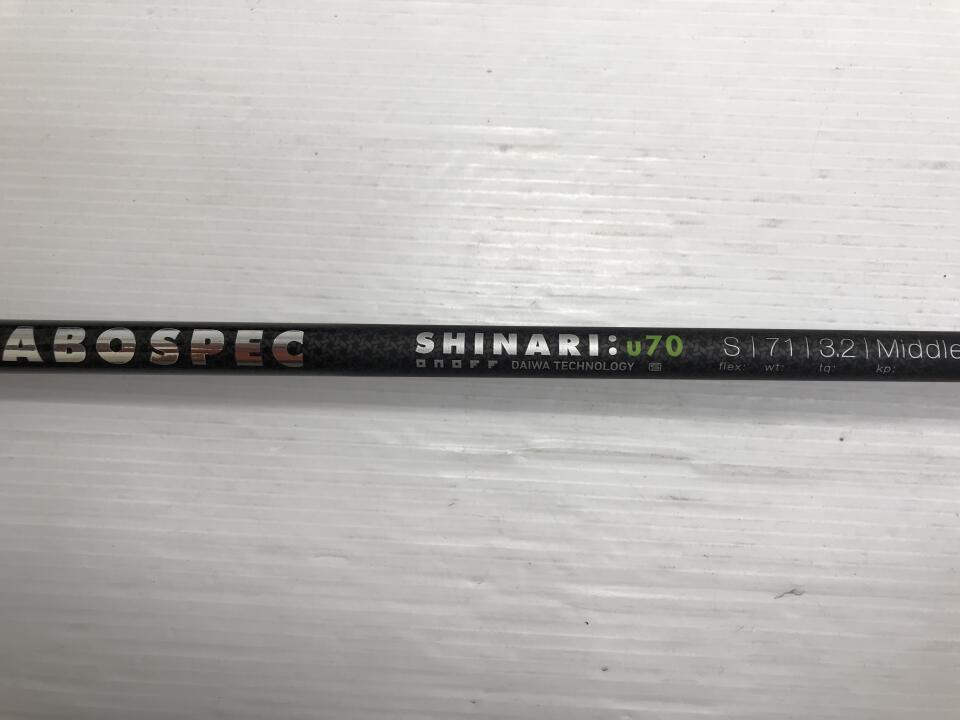 ABOSPEC SHINARI:u70 S | 71 | 3.2 | Middle
onoff DAIWA TECHNOLOGY flex: wt: tq: kp: